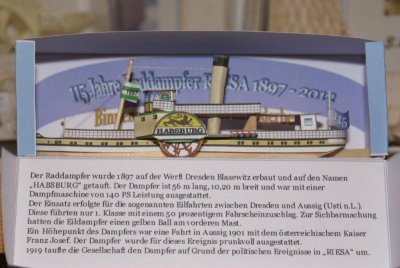 115 Jahre Raddampfer RIESA 1897 - 2012
HABSBURG
Der Raddampfer wurde 1897 auf der Werft Dresden Blasewitz erbaut und auf den Namen
„HABSBURG" getauft. Der Dampfer ist 56 m lang, 10,20 m breit und war mit einer
Dampfmaschine von 140 PS Leistung ausgestattet.
Der Einsatz erfolgte für die sogenannten Eilfahrten zwischen Dresden und Aussig (Usti n.L.).
Diese führten nur 1. Klasse mit einem 50 prozentigem Fahrscheinzuschlag. Zur Sichbarmachung
hatten die Eildampfer einen gelben Ball am vorderen Mast.
Ein Höhepunkt des Dampfers war eine Fahrt in Aussig 1901 mit dem österreichischem Kaiser
Franz Josef. Der Dampfer wurde für dieses Ereignis prunkvoll ausgestattet.
1919 taufte die Gesellschaft den Dampfer auf Grund der politischen Ereignisse in „RIESA" um.